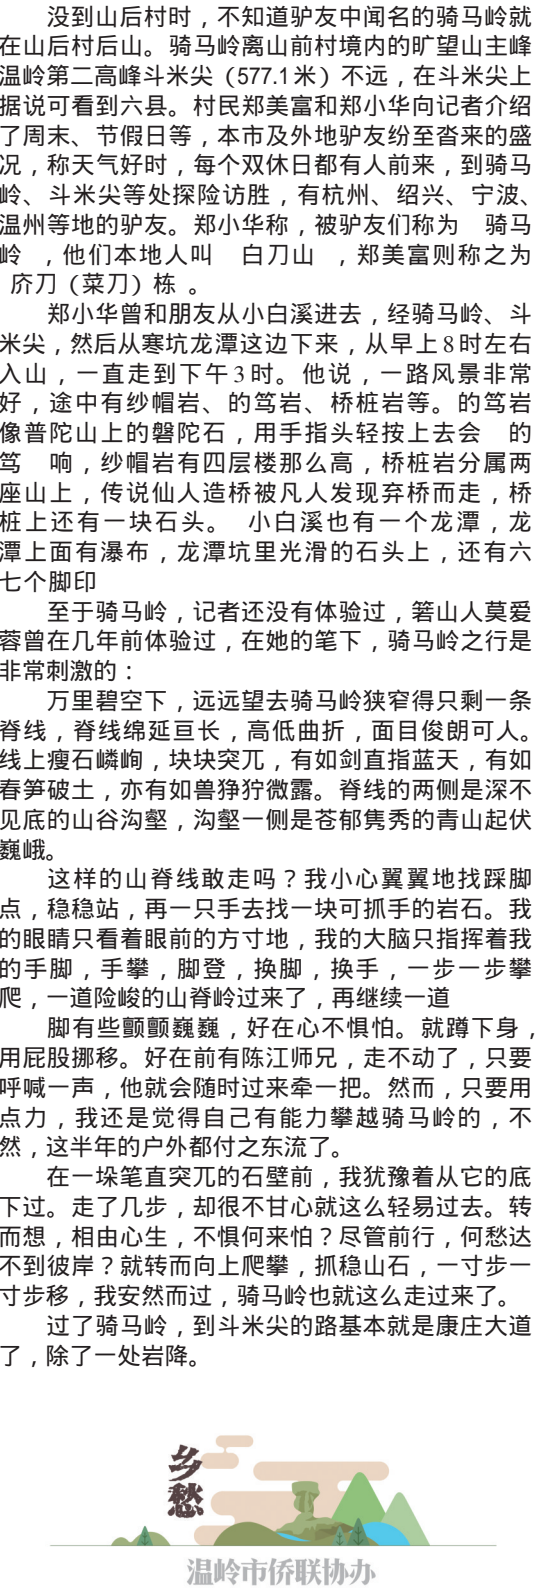 没到山后村时，不知道驴友中闻名的骑马岭就
在山后村后山。骑马岭离山前村境内的旷望山主峰
温岭第二高峰斗米尖（577.1米）不远，在斗米尖上
据说可看到六县。村民郑美富和郑小华向记者介绍
了周末、节假日等，本市及外地驴友纷至沓来的盛
况，称天气好时，每个双休日都有人前来，到骑马
岭、斗米尖等处探险访胜，有杭州、绍兴、宁波、
温州等地的驴友。郑小华称，被驴友们称为　骑马
岭　，他们本地人叫　白刀山　，郑美富则称之为
斺刀（菜刀）栋 。
郑小华曾和朋友从小白溪进去，经骑马岭、斗
米尖，然后从寒坑龙潭这边下来，从早上8时左右
入山，一直走到下午3时。他说，一路风景非常
好，途中有纱帽岩、的笃岩、桥桩岩等。的笃岩
像普陀山上的磐陀石，用手指头轻按上去会　的
笃　响，纱帽岩有四层楼那么高，桥桩岩分属两
座山上，传说仙人造桥被凡人发现弃桥而走，桥
桩上还有一块石头。　小白溪也有一个龙潭，龙
潭上面有瀑布，龙潭坑里光滑的石头上，还有六
七个脚印
至于骑马岭，记者还没有体验过，箬山人莫爱
蓉曾在几年前体验过，在她的笔下，骑马岭之行是
非常刺激的：
万里碧空下，远远望去骑马岭狭窄得只剩一条
脊线，脊线绵延亘长，高低曲折，面目俊朗可人。
线上瘦石嶙峋，块块突兀，有如剑直指蓝天，有如
春笋破土，亦有如兽狰狞微露。脊线的两侧是深不
见底的山谷沟壑，沟壑一侧是苍郁隽秀的青山起伏
巍峨。
这样的山脊线敢走吗？我小心翼翼地找踩脚
点，稳稳站，再一只手去找一块可抓手的岩石。我
的眼睛只看着眼前的方寸地，我的大脑只指挥着我
的手脚，手攀，脚登，换脚，换手，一步一步攀
爬，一道险峻的山脊岭过来了，再继续一道
脚有些颤颤巍巍，好在心不惧怕。就蹲下身，
用屁股挪移。好在前有陈江师兄，走不动了，只要
呼喊一声，他就会随时过来牵一把。然而，只要用
点力，我还是觉得自己有能力攀越骑马岭的，不
然，这半年的户外都付之东流了。
在一垛笔直突兀的石壁前，我犹豫着从它的底
下过。走了几步，却很不甘心就这么轻易过去。转
而想，相由心生，不惧何来怕？尽管前行，何愁达
不到彼岸？就转而向上爬攀，抓稳山石，一寸步一
寸步移，我安然而过，骑马岭也就这么走过来了。
过了骑马岭，到斗米尖的路基本就是康庄大道
了，除了一处岩降。
乡愁
温岭市侨联协办